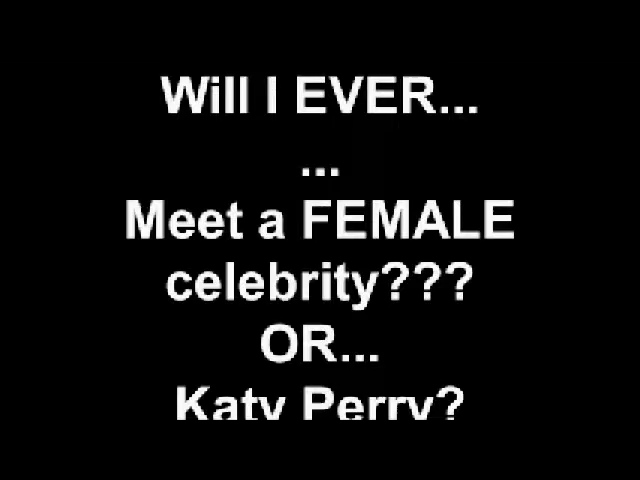 Will I EVER...
...
Meet a FEMALE
celebrity???
OR...
Katy Perry?